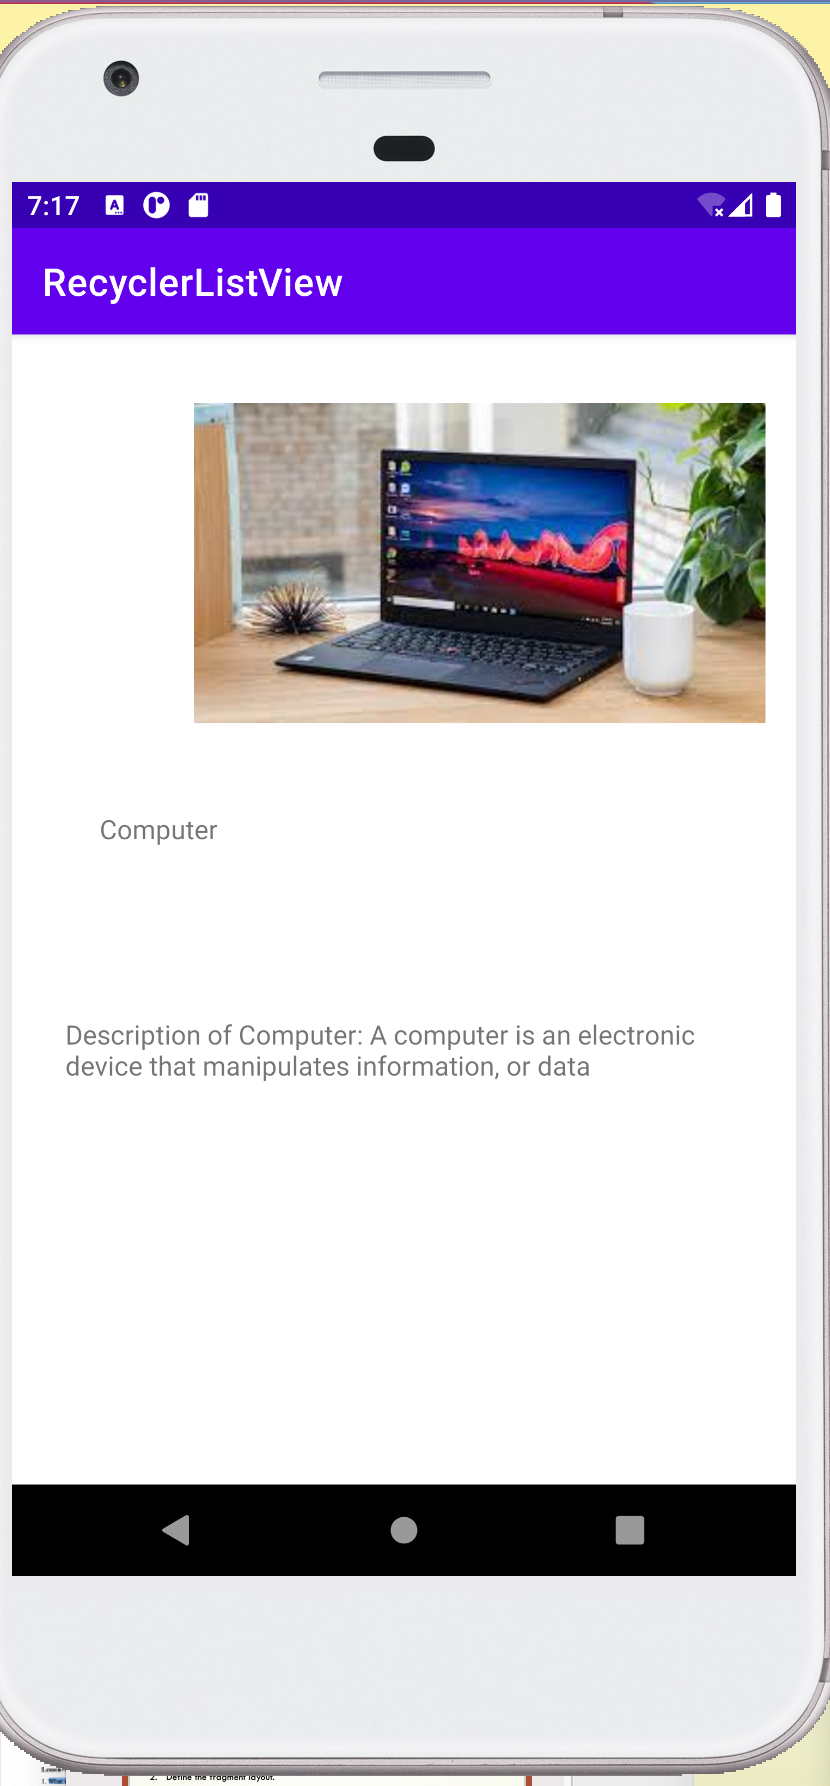 7:17
RecyclerListView
Computer
Description of Computer: A computer is an electronic
device that manipulates information, or data
2. Define the fragment layout.